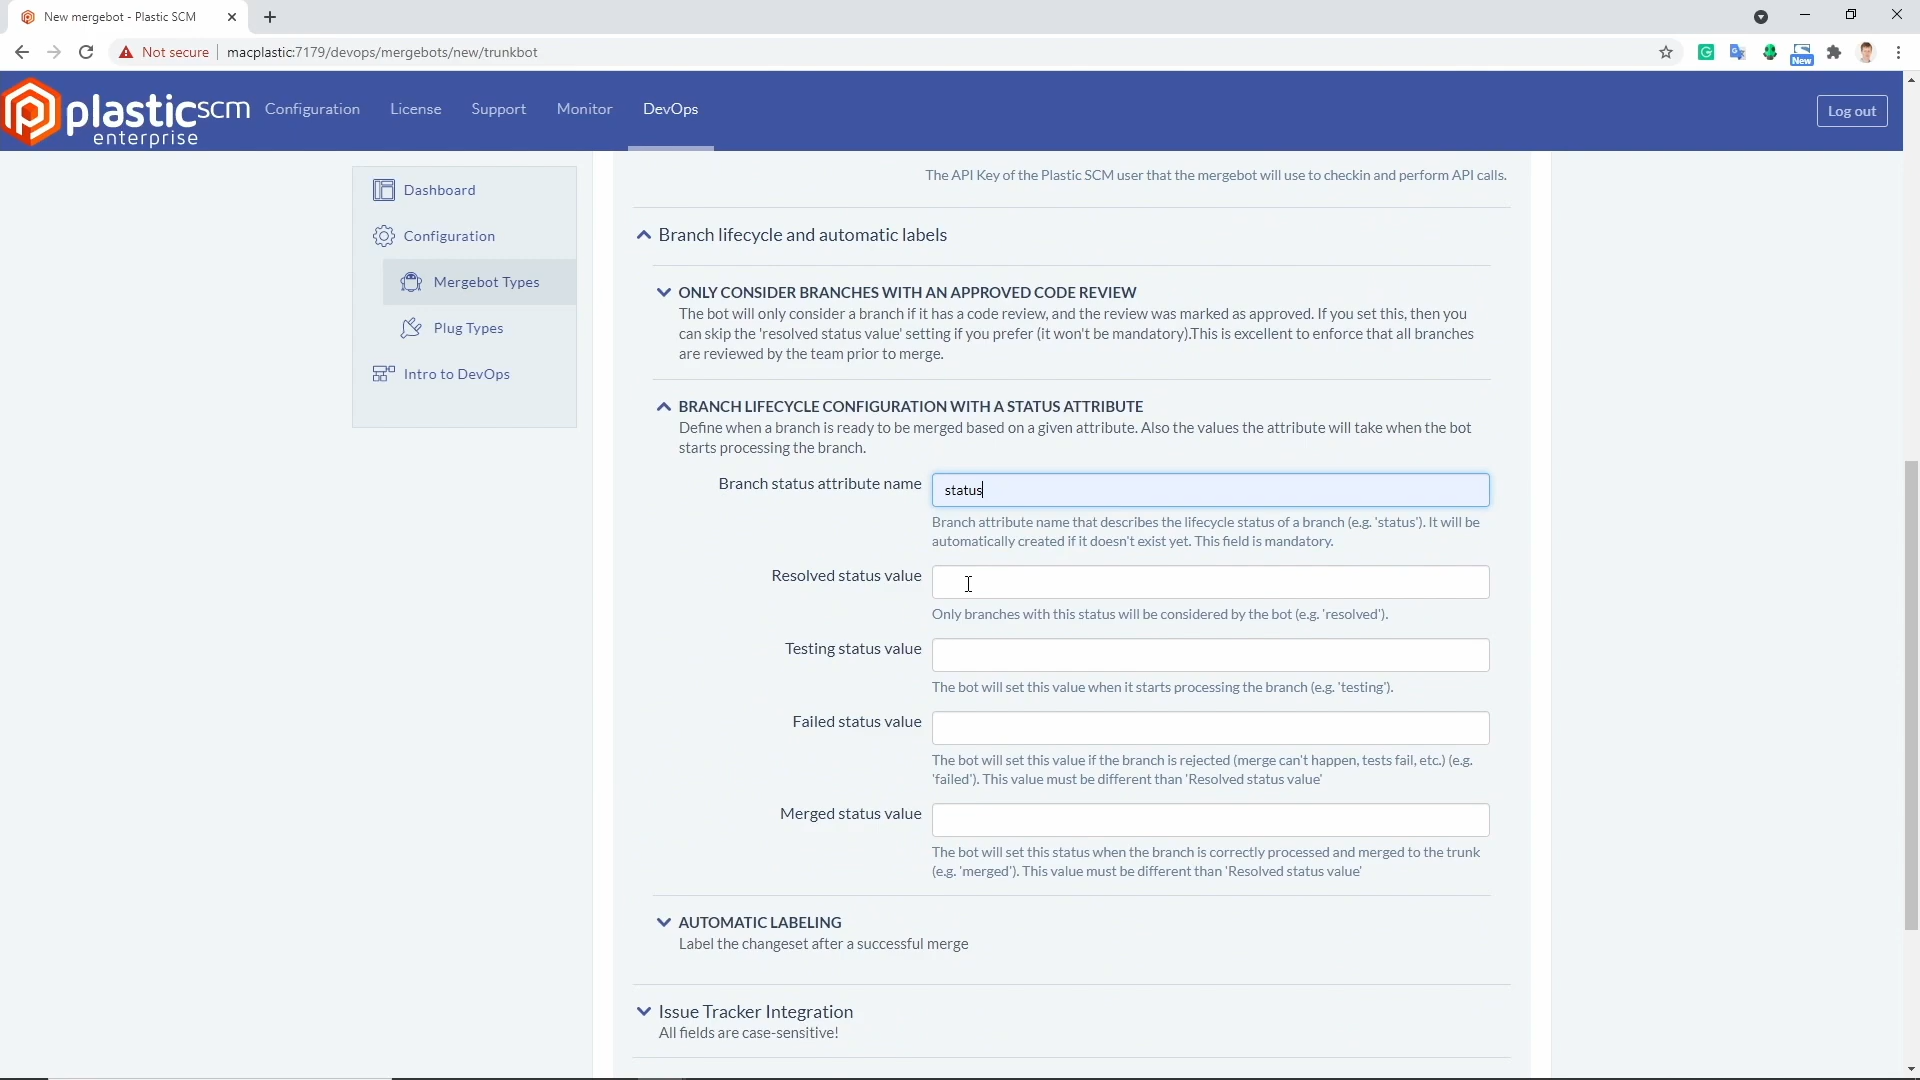 New mergebot - Plastic SCM
Not secure
macplastic:7179/devops/mergebots/new/trunkbot
New
plasticscm
enterprise
Configuration
License
Support
Monitor
DevOps
Log out
Dashboard
Configuration
Mergebot Types
Plug Types
Intro to DevOps
The API Key of the Plastic SCM user that the mergebot will use to checkin and perform API calls.
Branch lifecycle and automatic labels
ONLY CONSIDER BRANCHES WITH AN APPROVED CODE REVIEW
The bot will only consider a branch if it has a code review, and the review was marked as approved. If you set this, then you
can skip the 'resolved status value' setting if you prefer (it won't be mandatory).This is excellent to enforce that all branches
are reviewed by the team prior to merge.
BRANCH LIFECYCLE CONFIGURATION WITH A STATUS ATTRIBUTE
Define when a branch is ready to be merged based on a given attribute. Also the values the attribute will take when the bot
starts processing the branch.
Branch status attribute name
status
Branch attribute name that describes the lifecycle status of a branch (e.g. 'status'). It will be
automatically created if it doesn't exist yet. This field is mandatory.
Resolved status value
Only branches with this status will be considered by the bot (e.g. 'resolved').
Testing status value
The bot will set this value when it starts processing the branch (e.g. 'testing').
Failed status value
The bot will set this value if the branch is rejected (merge can't happen, tests fail, etc.) (e.g.
'failed'). This value must be different than 'Resolved status value'
Merged status value
The bot will set this status when the branch is correctly processed and merged to the trunk
(e.g. 'merged'). This value must be different than 'Resolved status value'
AUTOMATIC LABELING
Label the changeset after a successful merge
Issue Tracker Integration
All fields are case-sensitive!